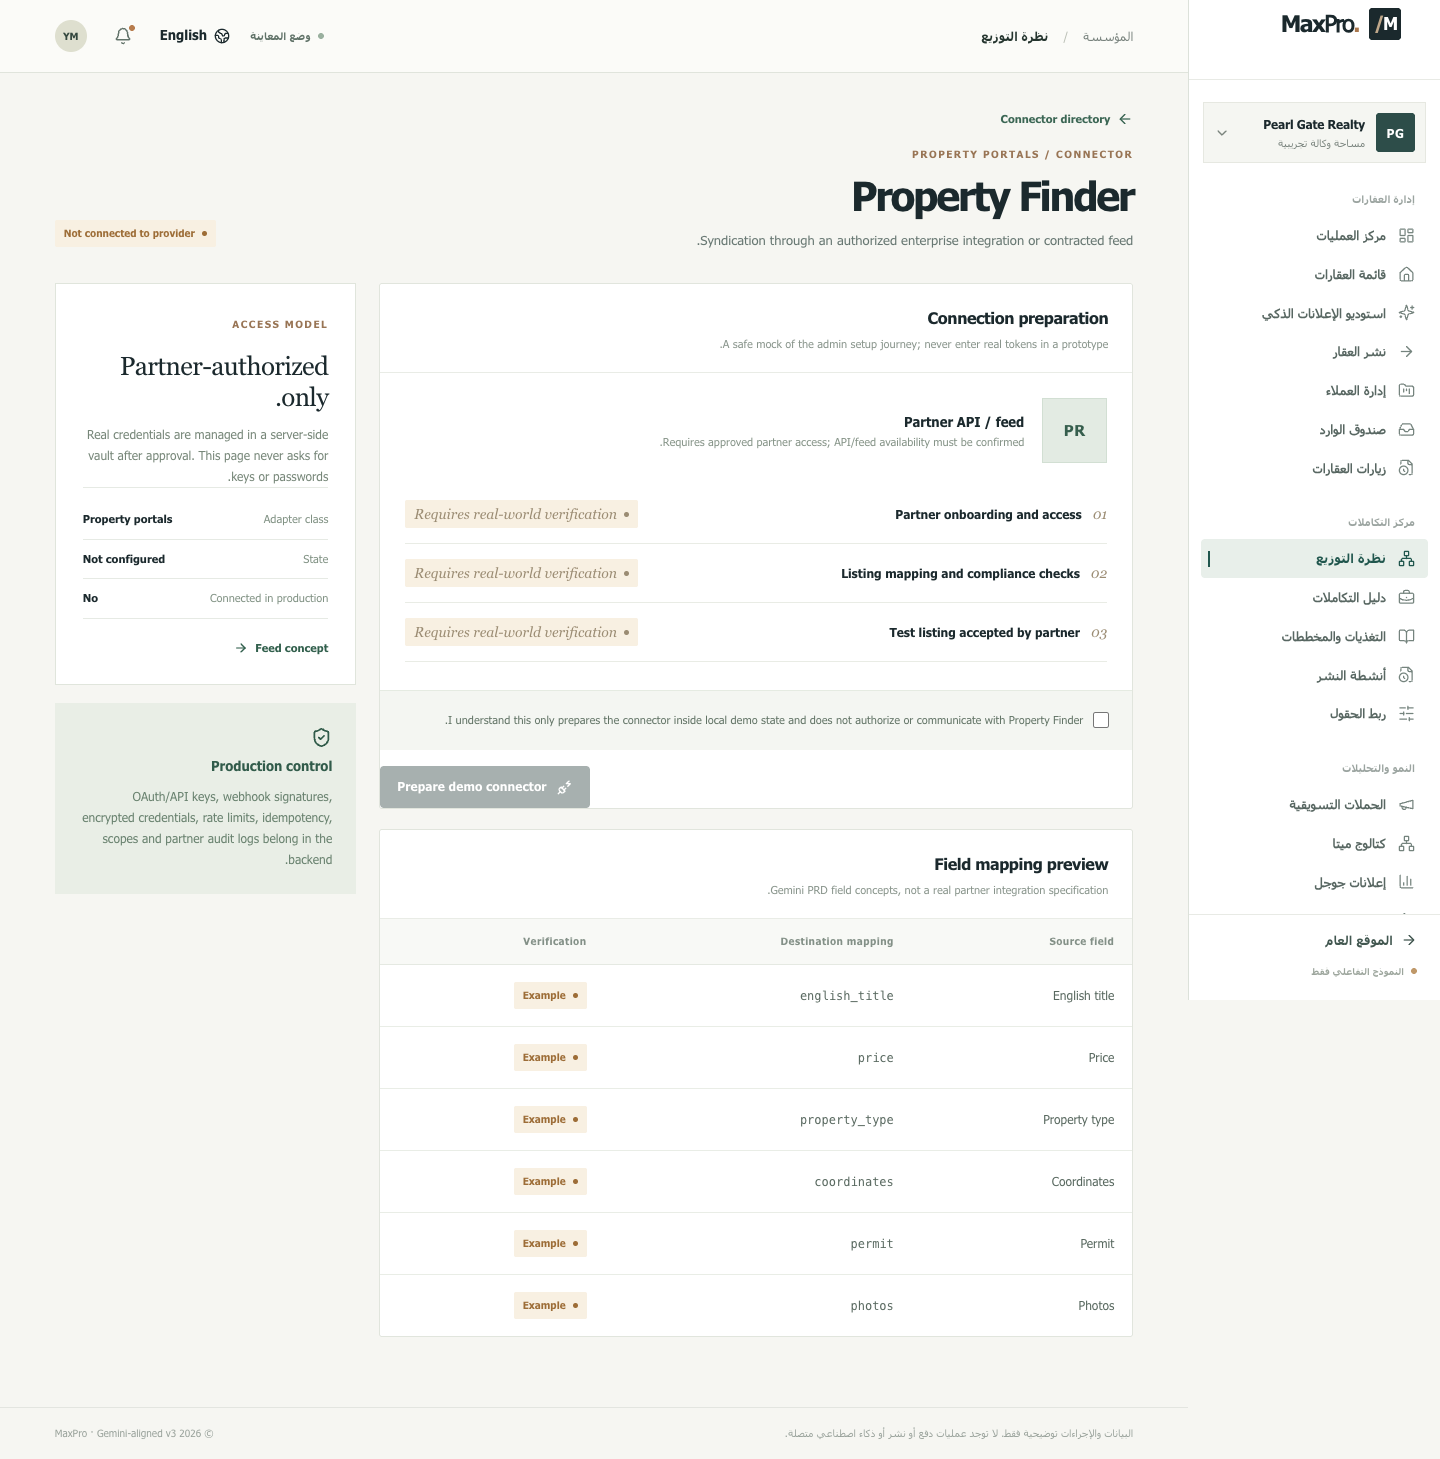 MaxPro.
/M
المؤسسة / نظرة التوزيع
وضع المعاينة
English
YM
PG
Pearl Gate Realty
مساحة وكالة تجريبية
إدارة العقارات
مركز العمليات
قائمة العقارات
استوديو الإعلانات الذكي
نشر العقار
إدارة العملاء
صندوق الوارد
زيارات العقارات
مركز التكاملات
نظرة التوزيع
دليل التكاملات
التغذيات والمخططات
أنشطة النشر
ربط الحقول
النمو والتحليلات
الحملات التسويقية
كتالوج ميتا
إعلانات جوجل
الموقع العام
النموذج التفاعلي فقط
Connector directory
PROPERTY PORTALS / CONNECTOR
Property Finder
.Syndication through an authorized enterprise integration or contracted feed
Not connected to provider
Connection preparation
.A safe mock of the admin setup journey; never enter real tokens in a prototype
PR
Partner API / feed
.Requires approved partner access; API/feed availability must be confirmed
01 Partner onboarding and access
Requires real-world verification
02 Listing mapping and compliance checks
Requires real-world verification
03 Test listing accepted by partner
Requires real-world verification
.I understand this only prepares the connector inside local demo state and does not authorize or communicate with Property Finder
Prepare demo connector
Field mapping preview
.Gemini PRD field concepts, not a real partner integration specification
Source field Destination mapping Verification
English title english_title Example
Price price Example
Property type property_type Example
Coordinates coordinates Example
Permit permit Example
Photos photos Example
ACCESS MODEL
Partner-authorized
.only
Real credentials are managed in a server-side
vault after approval. This page never asks for
.keys or passwords
Adapter class Property portals
State Not configured
Connected in production No
Feed concept
Production control
OAuth/API keys, webhook signatures,
encrypted credentials, rate limits, idempotency,
scopes and partner audit logs belong in the
.backend
البيانات والإجراءات توضيحية فقط. لا توجد عمليات دفع أو نشر أو ذكاء اصطناعي متصلة.
MaxPro · Gemini-aligned v3 2026 ©